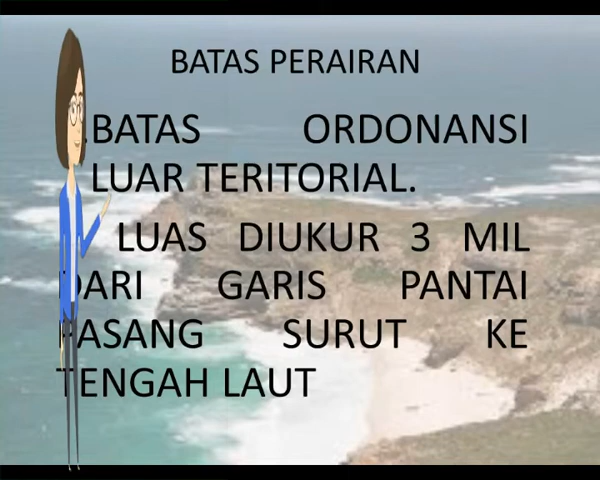 BATAS PERAIRAN
.BATAS ORDONANSI
LUAR TERITORIAL.
LUAS DIUKUR 3 MIL
DARI GARIS PANTAI
PASANG SURUT KE
TENGAH LAUT